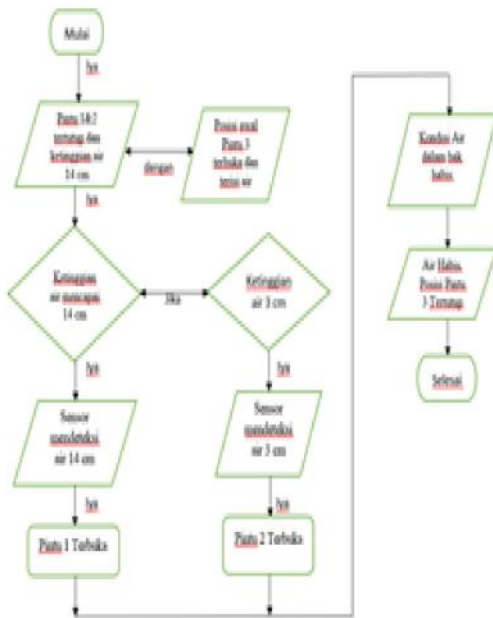 Mulai
Iya
Pintu 1&2
tertutup dan
ketinggian air
14 cm
dengan
Posisi awal
Pintu 3
terbuka dan
terisi air
Iya
Ketinggian
air mencapai
14 cm
Jika
Ketinggian
air 3 cm
Iya
Iya
Sensor
mendeteksi
air 14 cm
Sensor
mendeteksi
air 3 cm
Iya
Iya
Pintu 1 Terbuka
Pintu 2 Terbuka
Kondisi Air
dalam bak
habis
Air Habis,
Posisi Pintu
3 Tertutup
Selesai